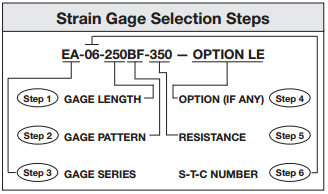 Strain Gage Selection Steps
EA-06-250BF-350 — OPTION LE
Step 1 GAGE LENGTH OPTION (IF ANY) Step 4
Step 2 GAGE PATTERN RESISTANCE Step 5
Step 3 GAGE SERIES S-T-C NUMBER Step 6